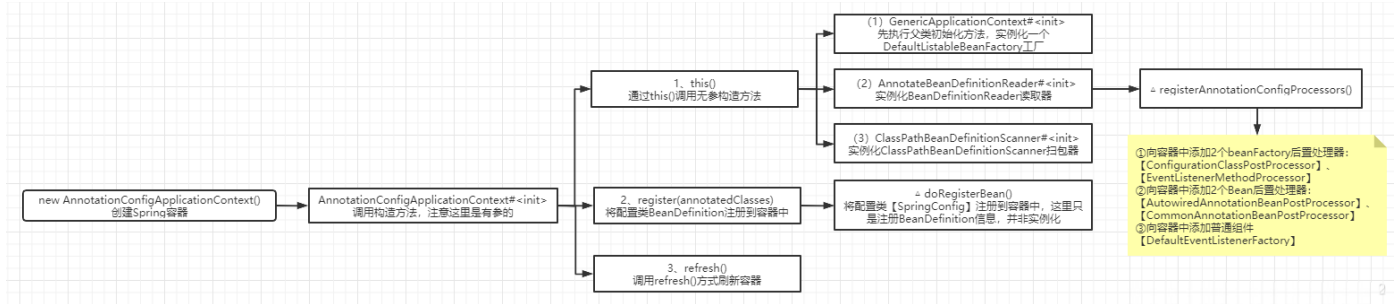 (1) GenericApplicationContext#<init>
先执行父类初始化方法，实例化一个
DefaultListableBeanFactory工厂
1、this()
通过this()调用无参构造方法
(2) AnnotateBeanDefinitionReader#<init>
实例化BeanDefinitionReader读取器
▵ registerAnnotationConfigProcessors()
(3) ClassPathBeanDefinitionScanner#<init>
实例化ClassPathBeanDefinitionScanner扫包器
①向容器中添加2个beanFactory后置处理器：
【ConfigurationClassPostProcessor】、
【EventListenerMethodProcessor】
②向容器中添加2个Bean后置处理器：
【AutowiredAnnotationBeanPostProcessor】、
【CommonAnnotationBeanPostProcessor】
③向容器中添加普通组件
【DefaultEventListenerFactory】
new AnnotationConfigApplicationContext()
创建Spring容器
AnnotationConfigApplicationContext#<init>
调用构造方法，注意这里是有参的
2、register(annotatedClasses)
将配置类BeanDefinition注册到容器中
▵ doRegisterBean()
将配置类【SpringConfig】注册到容器中，这里只
是注册BeanDefinition信息，并非实例化
3、refresh()
调用refresh()方式刷新容器